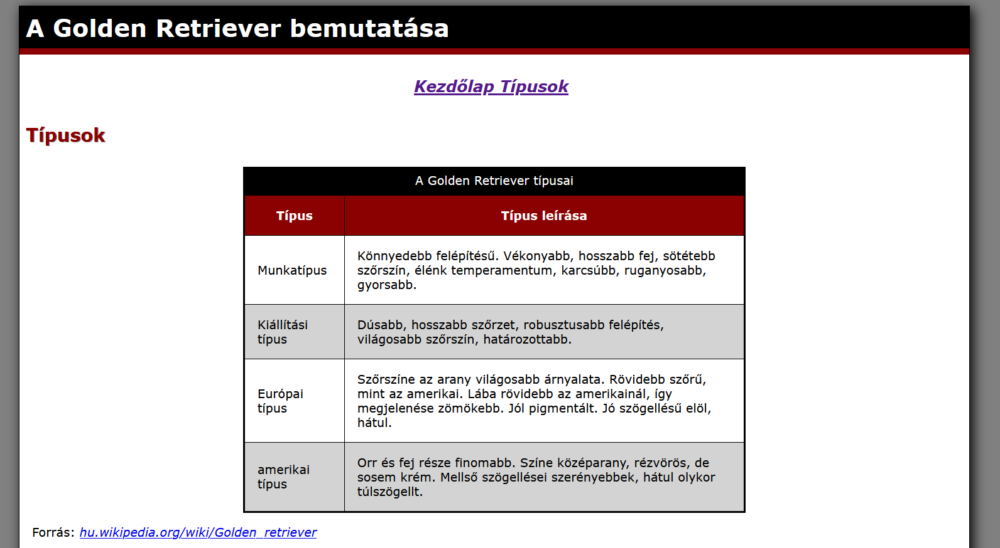 A Golden Retriever bemutatása
Kezdőlap Típusok
Típusok
A Golden Retriever típusai
Típus
Típus leírása
Munkatípus
Könnyedebb felépítésű. Vékonyabb, hosszabb fej, sötétebb
szőrszín, élénk temperamentum, karcsúbb, ruganyosabb,
gyorsabb.
Kiállítási
típus
Dúsabb, hosszabb szőrzet, robusztusabb felépítés,
világosabb szőrszín, határozottabb.
Európai
típus
Szőrszíne az arany világosabb árnyalata. Rövidebb szőrű,
mint az amerikai. Lába rövidebb az amerikainál, így
megjelenése zömökebb. Jól pigmentált. Jó szögellésű elöl,
hátul.
amerikai
típus
Orr és fej része finomabb. Színe középarany, rézvörös, de
sosem krém. Mellső szögellései szerényebbek, hátul olykor
túlszögellt.
Forrás: hu.wikipedia.org/wiki/Golden_retriever